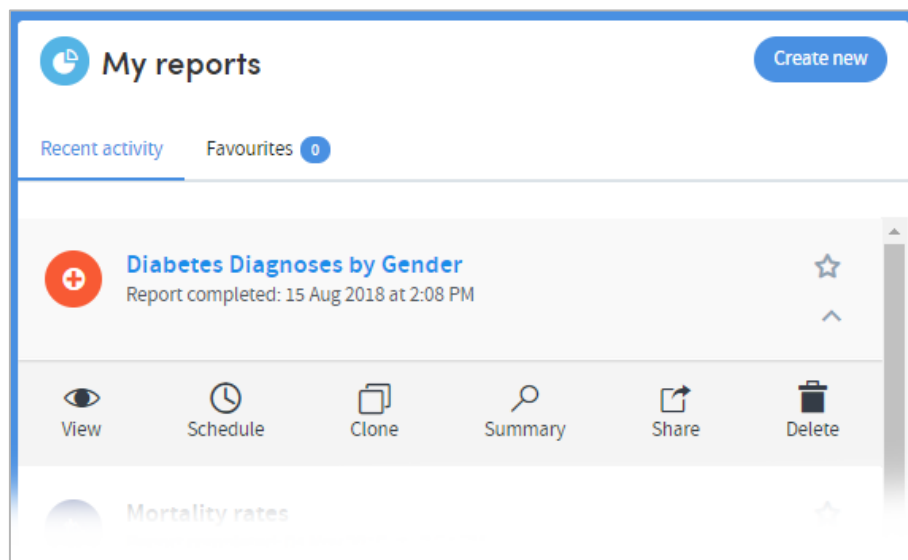 My reports
Create new
Recent activity Favourites 0
Diabetes Diagnoses by Gender
Report completed: 15 Aug 2018 at 2:08 PM
View Schedule Clone Summary Share Delete
Mortality rates